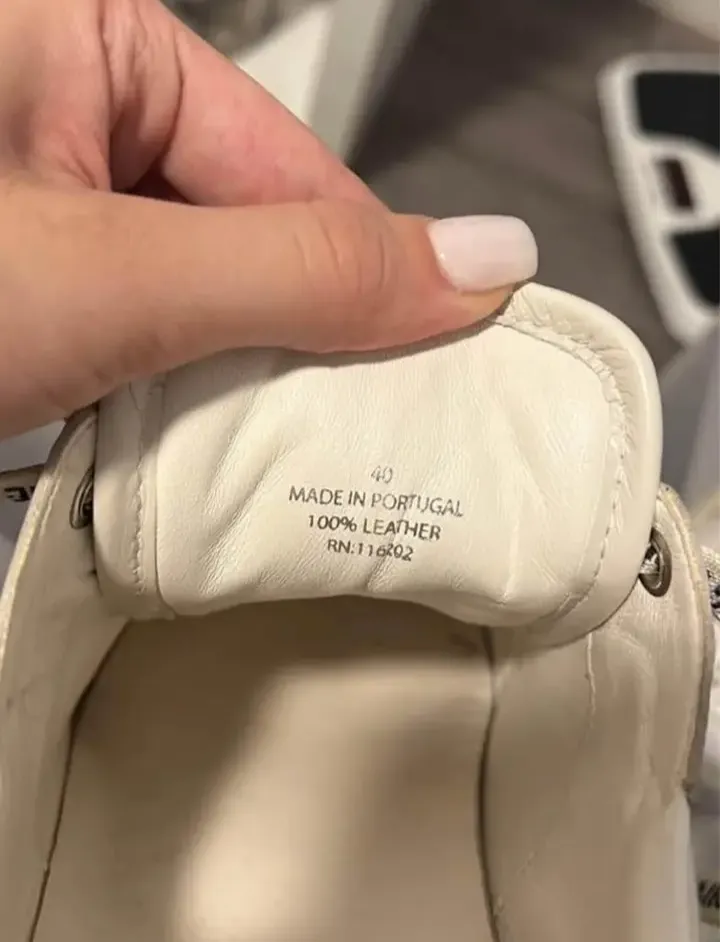 40
MADE IN PORTUGAL
100% LEATHER
RN:116202